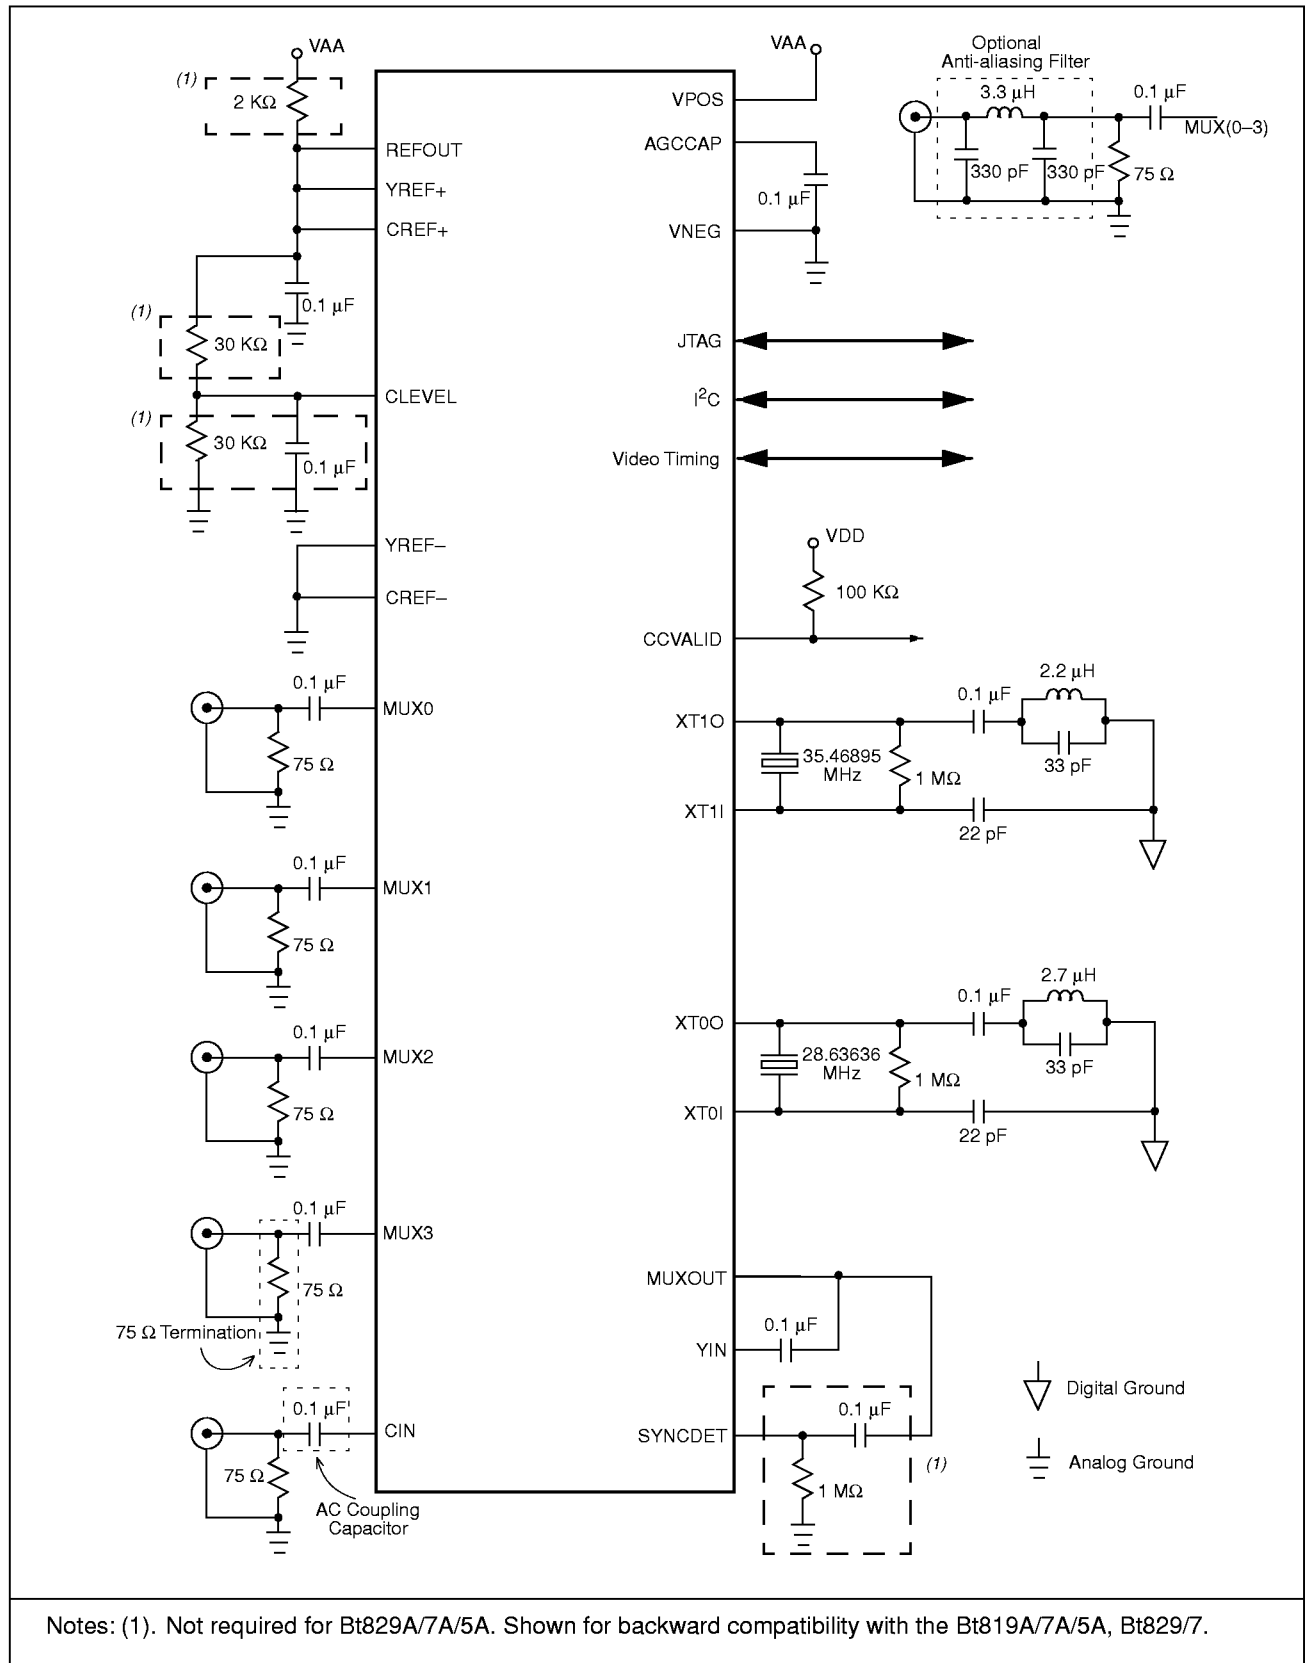 VAA
(1)
2 KΩ
REFOUT
YREF+
CREF+
0.1 µF
(1)
30 KΩ
CLEVEL
(1)
30 KΩ
0.1 µF
YREF–
CREF–
0.1 µF
MUX0
75 Ω
0.1 µF
MUX1
75 Ω
0.1 µF
MUX2
75 Ω
0.1 µF
MUX3
75 Ω
75 Ω Termination
0.1 µF
CIN
75 Ω
AC Coupling
Capacitor
VAA
VPOS
AGCCAP
0.1 µF
VNEG
JTAG
I²C
Video Timing
VDD
100 KΩ
CCVALID
2.2 µH
0.1 µF
XT1O
33 pF
35.46895
MHz
1 MΩ
XT1I
22 pF
2.7 µH
0.1 µF
XT0O
33 pF
28.63636
MHz
1 MΩ
XT0I
22 pF
MUXOUT
0.1 µF
YIN
0.1 µF
SYNCDET
(1)
1 MΩ
Optional
Anti-aliasing Filter
3.3 µH
0.1 µF
MUX(0–3)
330 pF
330 pF
75 Ω
Digital Ground
Analog Ground
Notes: (1). Not required for Bt829A/7A/5A. Shown for backward compatibility with the Bt819A/7A/5A, Bt829/7.